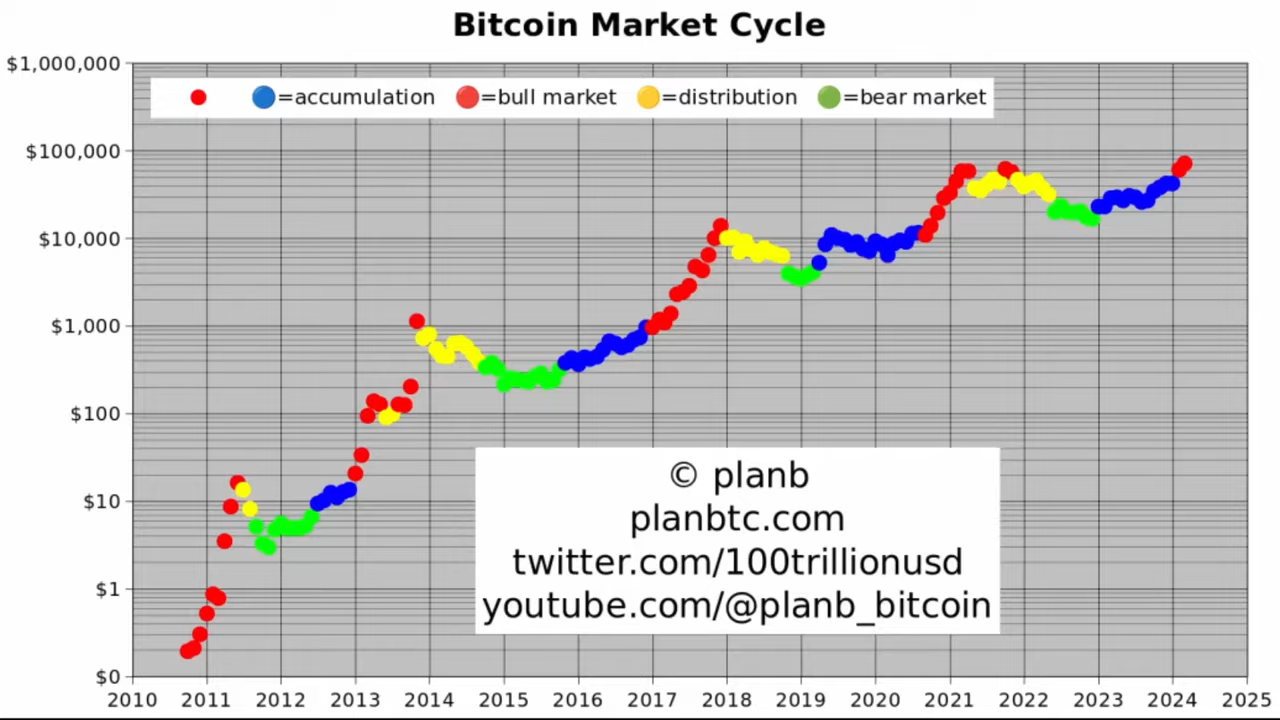 Bitcoin Market Cycle
$1,000,000
=accumulation =bull market =distribution =bear market
$100,000
$10,000
$1,000
$100
© planb
planbtc.com
$10
twitter.com/100trillionusd
$1
youtube.com/@planb_bitcoin
$0
2010 2011 2012 2013 2014 2015 2016 2017 2018 2019 2020 2021 2022 2023 2024 2025